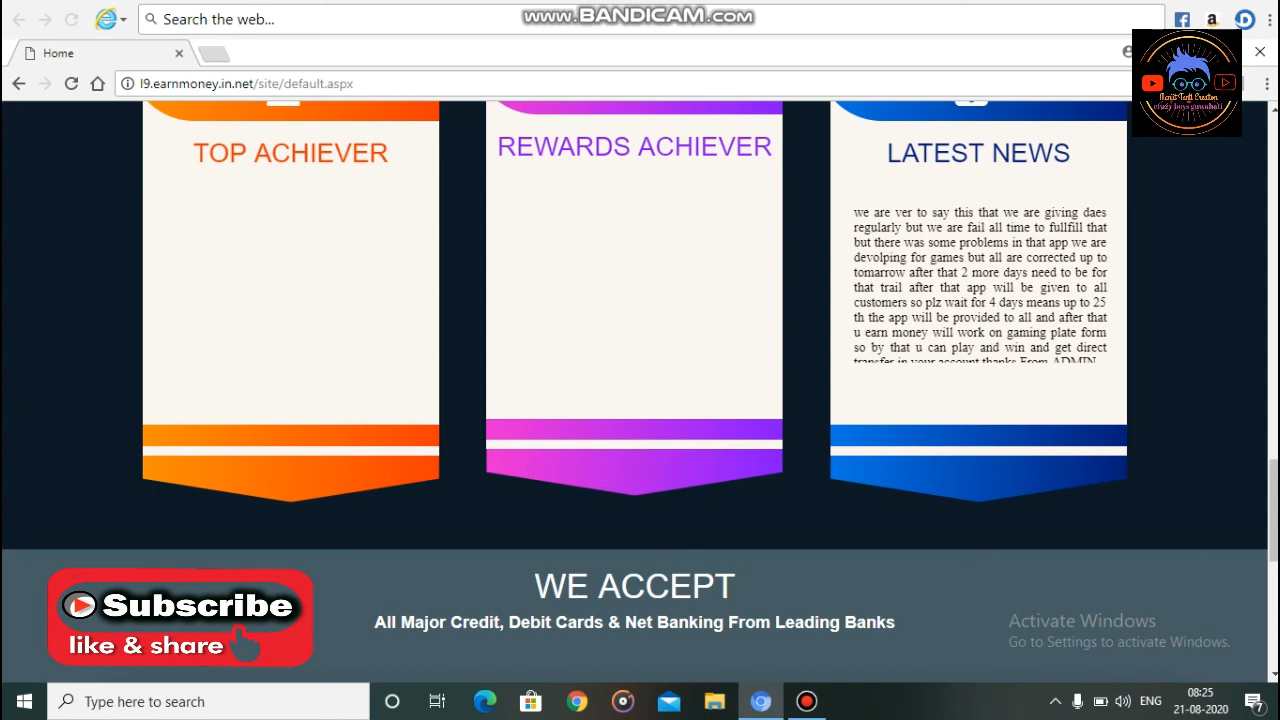 Search the web...
WWW.BANDICAM.COM
Home
l9.earnmoney.in.net/site/default.aspx
TOP ACHIEVER
REWARDS ACHIEVER
LATEST NEWS
we are ver to say this that we are giving daes
regularly but we are fail all time to fullfill that
but there was some problems in that app we are
devolping for games but all are corrected up to
tomarrow after that 2 more days need to be for
that trail after that app will be given to all
customers so plz wait for 4 days means up to 25
th the app will be provided to all and after that
u earn money will work on gaming plate form
so by that u can play and win and get direct
transfer in your account thanks From ADMIN
WE ACCEPT
All Major Credit, Debit Cards & Net Banking From Leading Banks
Subscribe
like & share
Activate Windows
Go to Settings to activate Windows.
Type here to search
ENG
08:25
21-08-2020
7